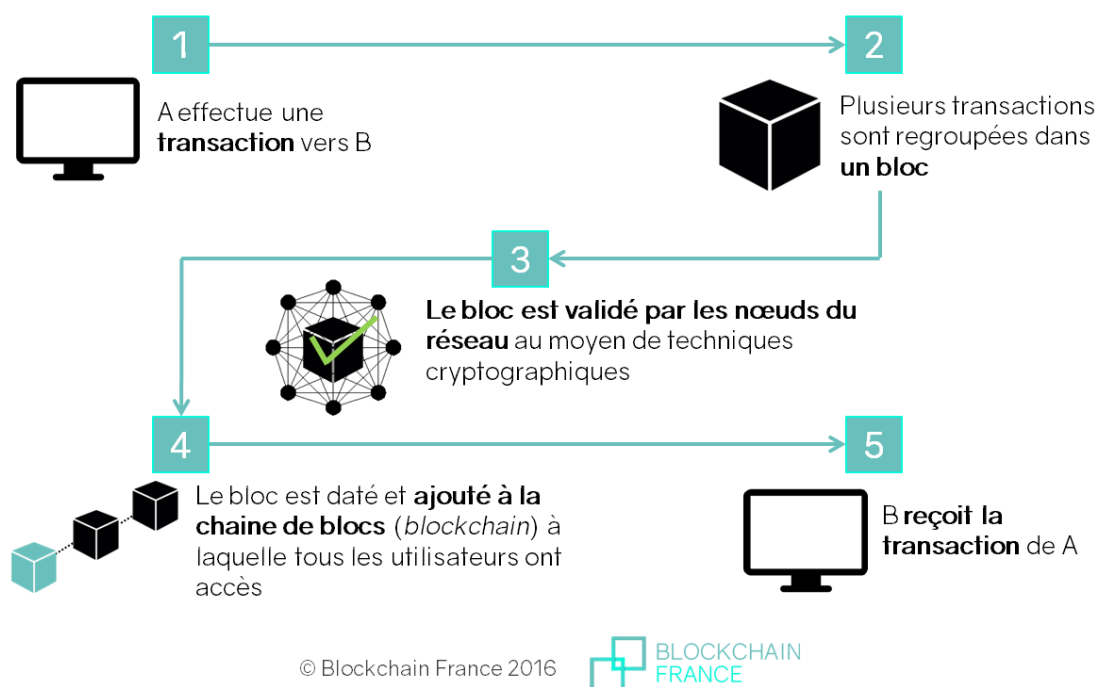 1
A effectue une
transaction vers B
2
Plusieurs transactions
sont regroupées dans
un bloc
3
Le bloc est validé par les nœuds du
réseau au moyen de techniques
cryptographiques
4
Le bloc est daté et ajouté à la
chaine de blocs (blockchain) à
laquelle tous les utilisateurs ont
accès
5
B reçoit la
transaction de A
© Blockchain France 2016
BLOCKCHAIN
FRANCE